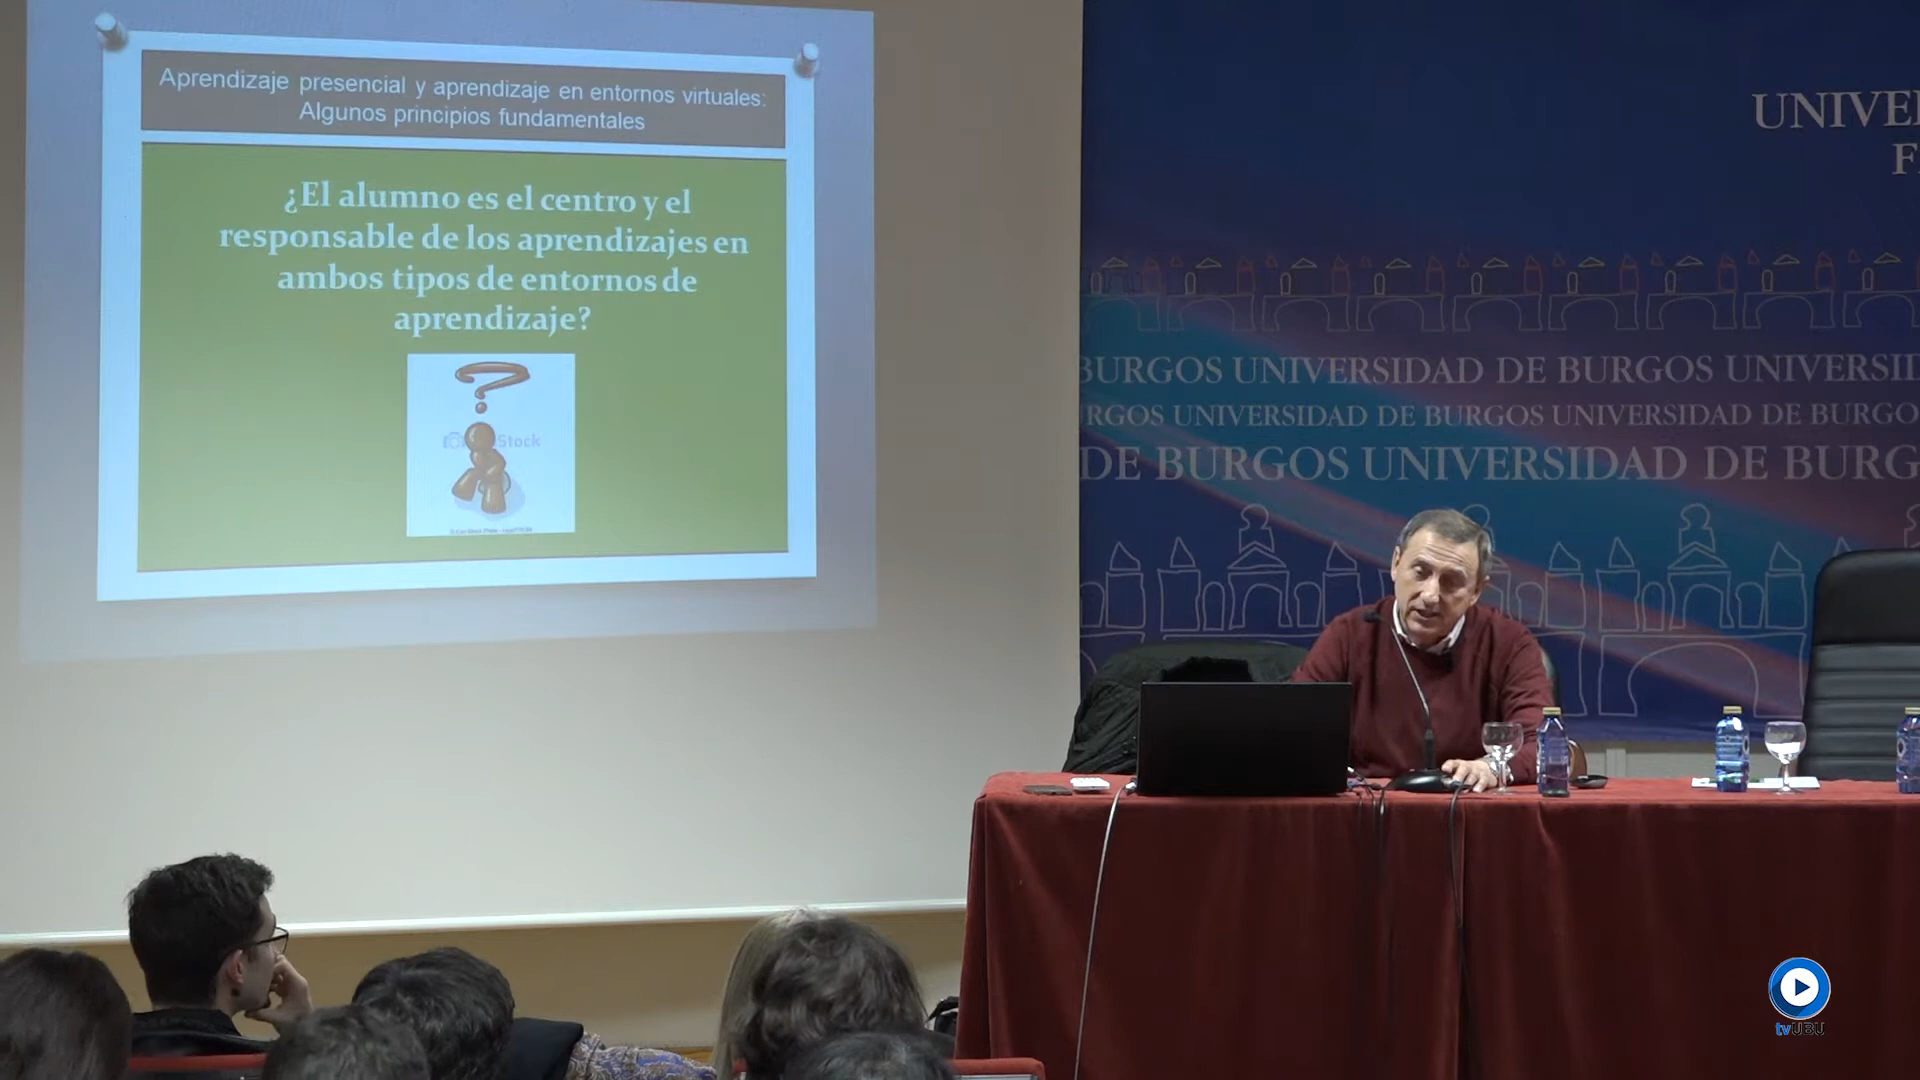 Aprendizaje presencial y aprendizaje en entornos virtuales:
Algunos principios fundamentales
¿El alumno es el centro y el
responsable de los aprendizajes en
ambos tipos de entornos de
aprendizaje?
Stock
UNIVE
F
BURGOS UNIVERSIDAD DE BURGOS UNIVERSI
RGOS UNIVERSIDAD DE BURGOS UNIVERSIDAD DE BURGO
DE BURGOS UNIVERSIDAD DE BURG
tvUBU